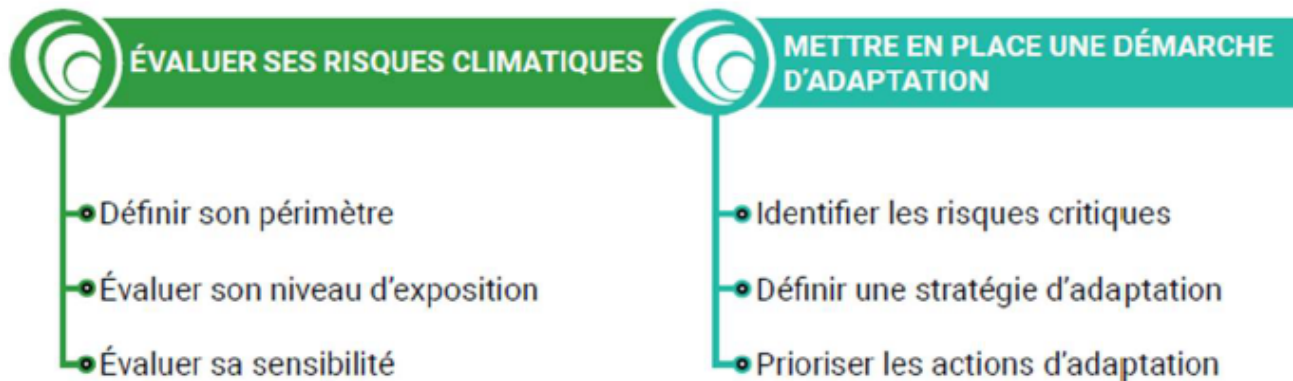 ÉVALUER SES RISQUES CLIMATIQUES
Définir son périmètre
Évaluer son niveau d'exposition
Évaluer sa sensibilité
METTRE EN PLACE UNE DÉMARCHE
D'ADAPTATION
Identifier les risques critiques
Définir une stratégie d'adaptation
Prioriser les actions d'adaptation